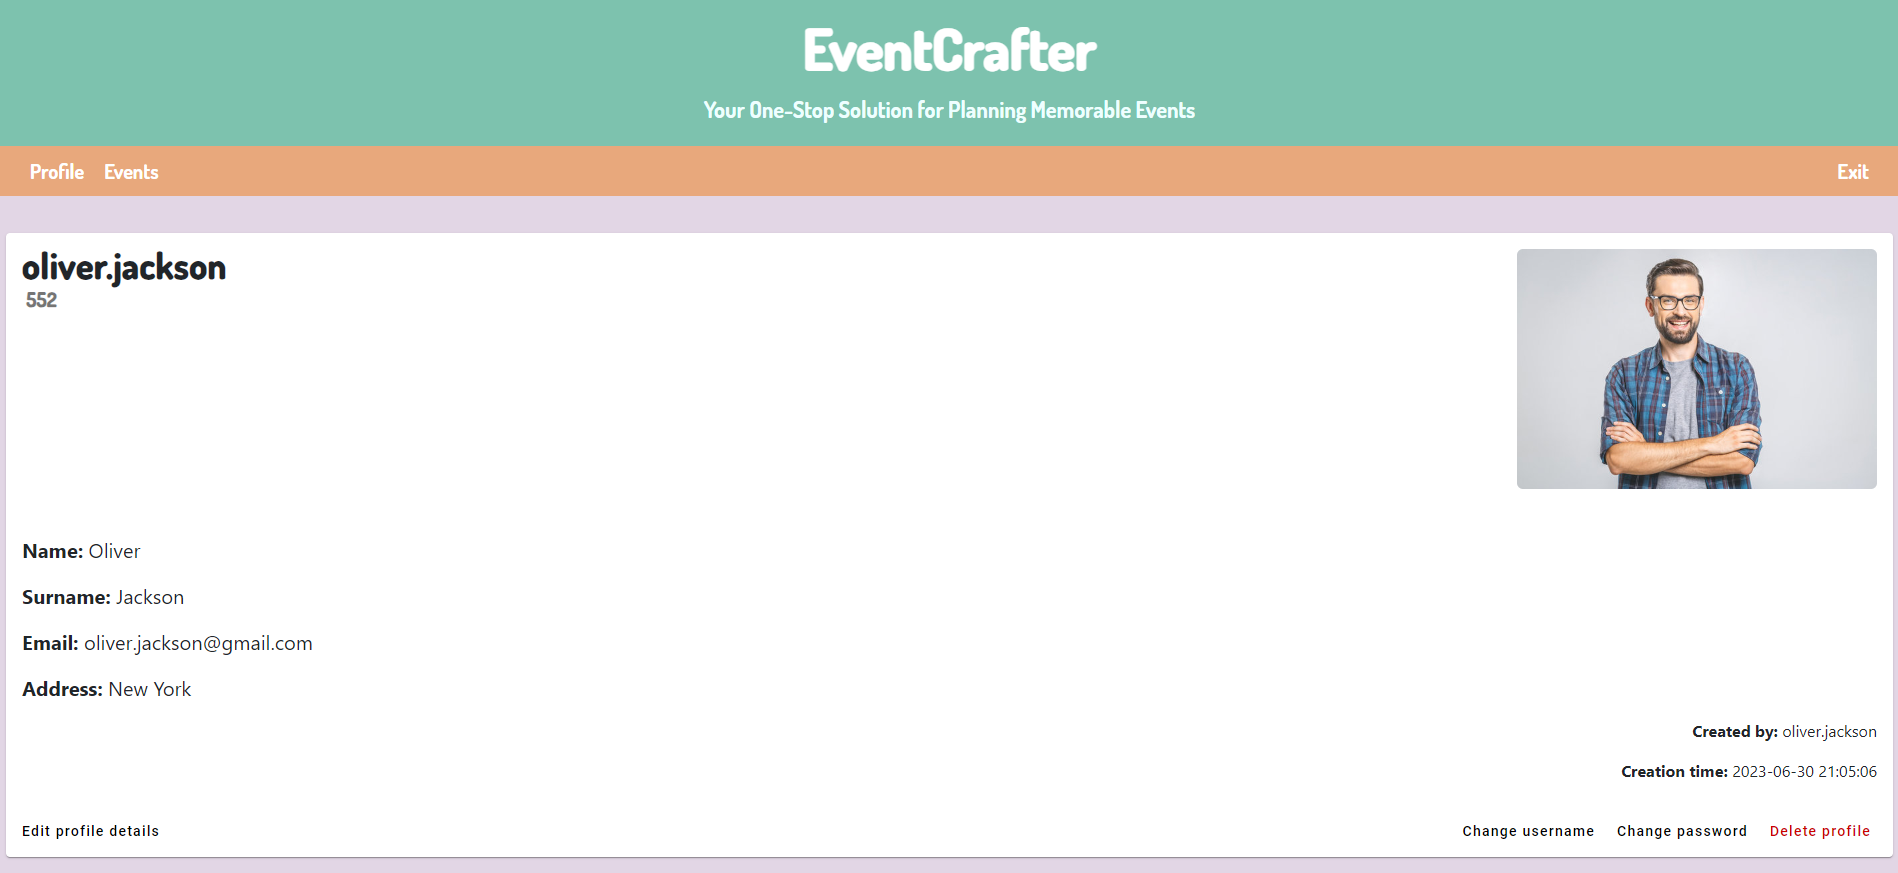 EventCrafter
Your One-Stop Solution for Planning Memorable Events
Profile Events Exit
oliver.jackson
552
Name: Oliver
Surname: Jackson
Email: oliver.jackson@gmail.com
Address: New York
Created by: oliver.jackson
Creation time: 2023-06-30 21:05:06
Edit profile details Change username Change password Delete profile